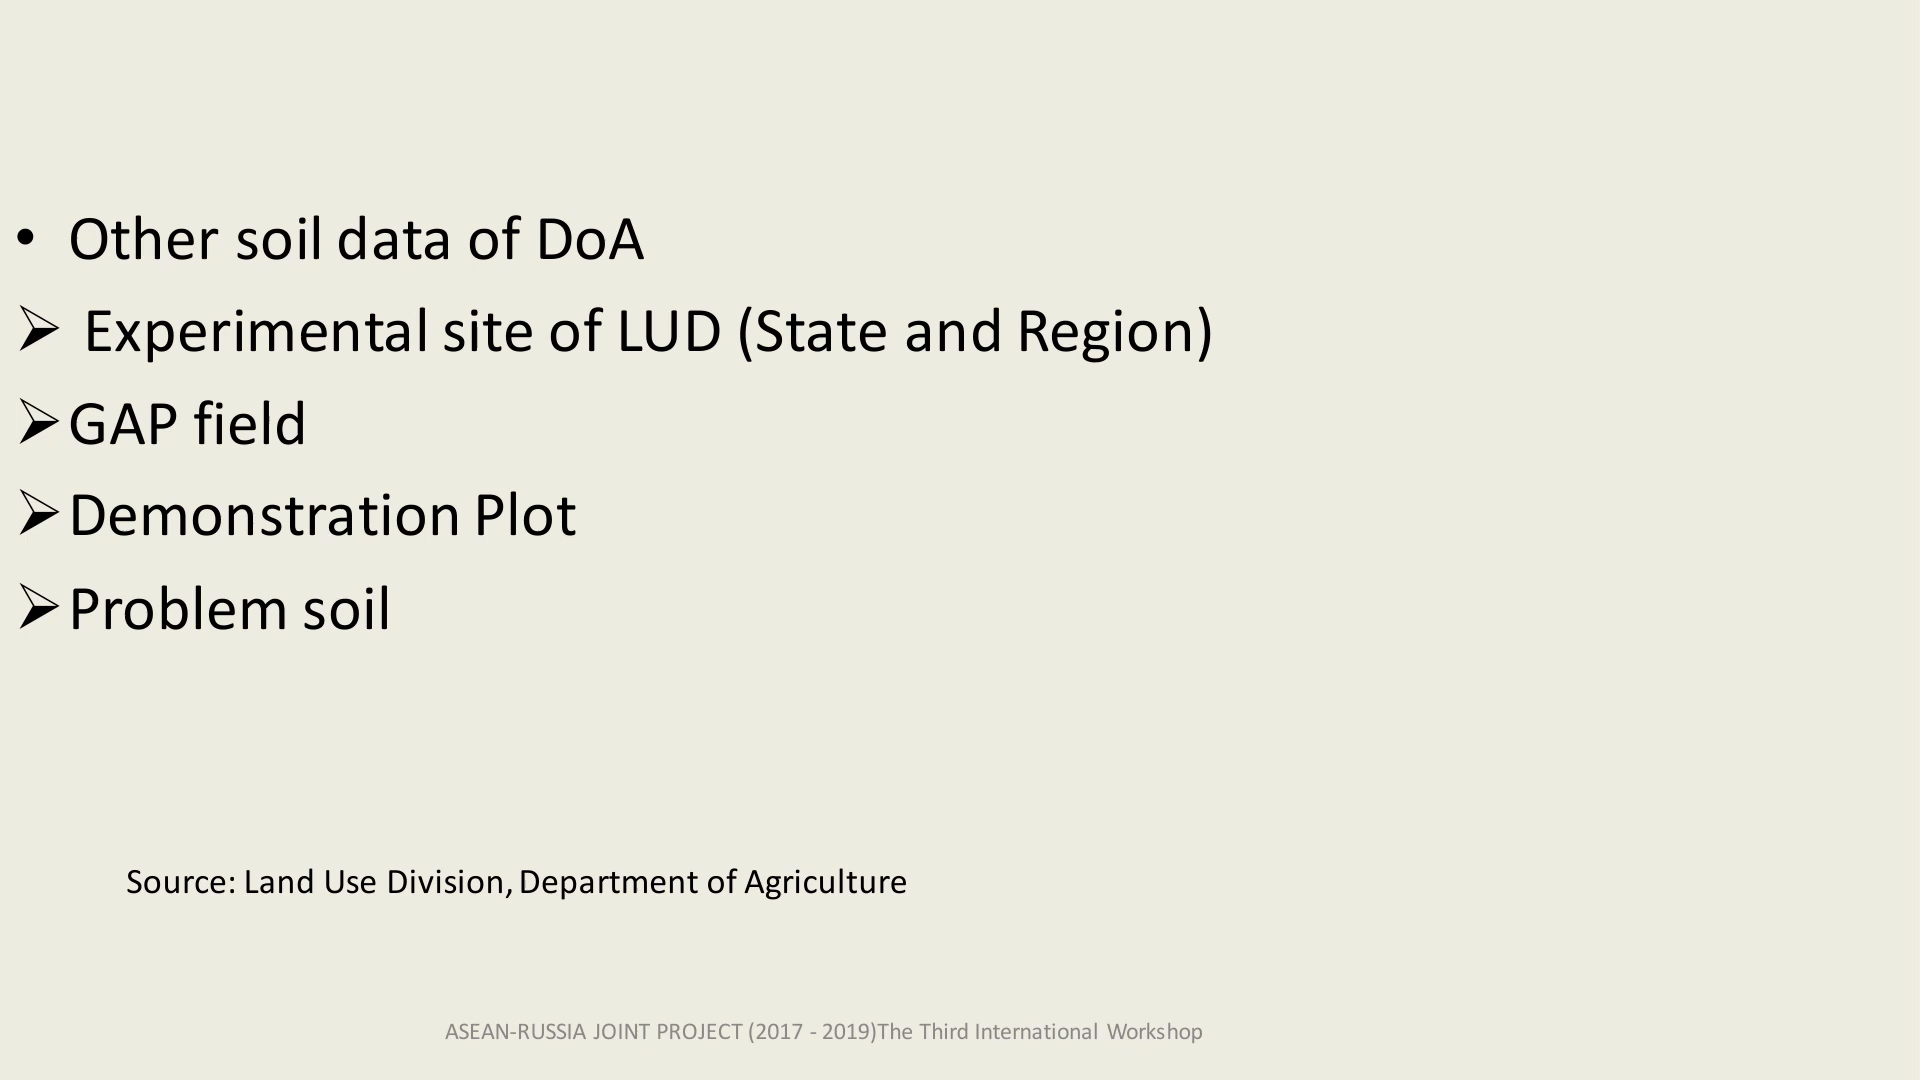 • Other soil data of DoA
➢ Experimental site of LUD (State and Region)
➢GAP field
➢Demonstration Plot
➢Problem soil
Source: Land Use Division, Department of Agriculture
ASEAN-RUSSIA JOINT PROJECT (2017 - 2019)The Third International Workshop